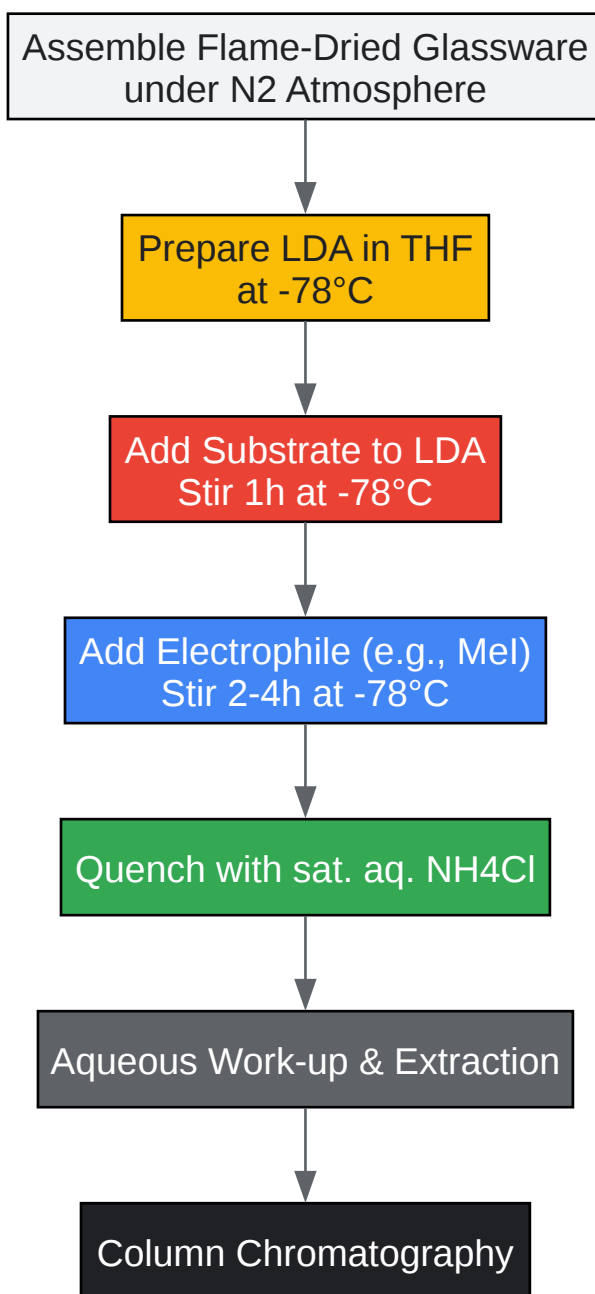 Assemble Flame-Dried Glassware
under N2 Atmosphere
Prepare LDA in THF
at -78°C
Add Substrate to LDA
Stir 1h at -78°C
Add Electrophile (e.g., MeI)
Stir 2-4h at -78°C
Quench with sat. aq. NH4Cl
Aqueous Work-up & Extraction
Column Chromatography